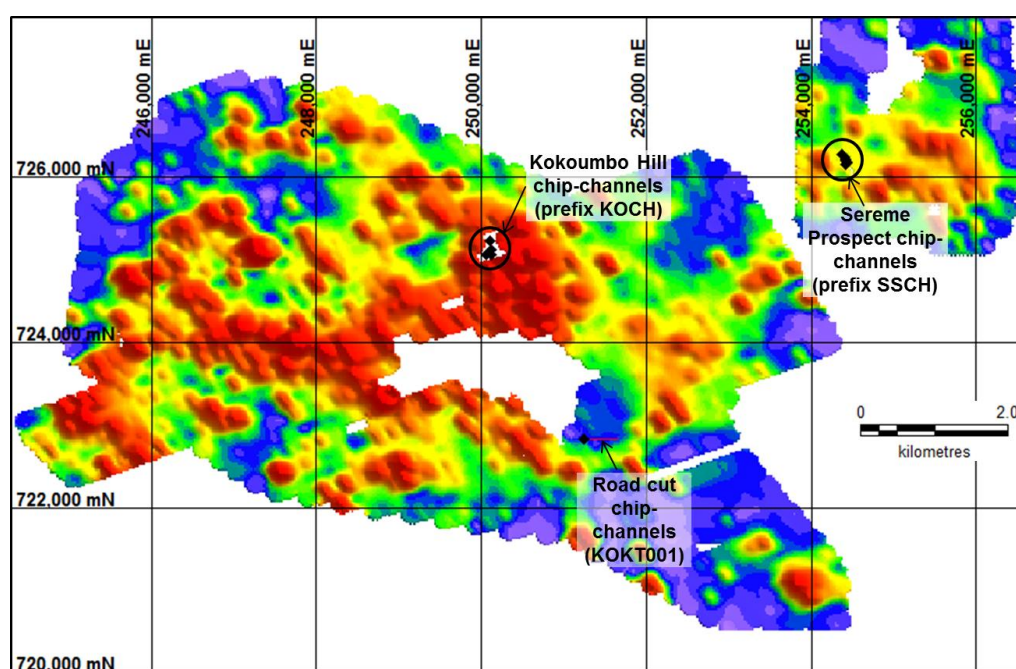 246,000 mE
248,000 mE
250,000 mE
252,000 mE
254,000 mE
256,000 mE
726,000 mN
724,000 mN
722,000 mN
720,000 mN
Kokoumbo Hill
chip-channels
(prefix KOCH)
Sereme
Prospect chip-
channels
(prefix SSCH)
Road cut
chip-
channels
(KOKT001)
0 2.0
kilometres